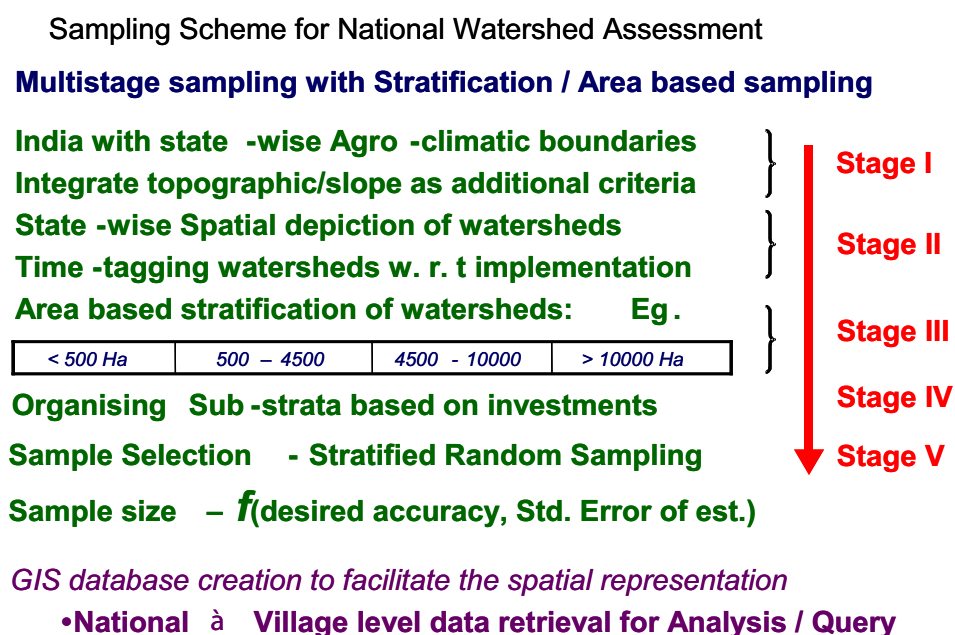 Sampling Scheme for National Watershed Assessment
Multistage sampling with Stratification / Area based sampling
India with state -wise Agro -climatic boundaries
Integrate topographic/slope as additional criteria
Stage I
State -wise Spatial depiction of watersheds
Time -tagging watersheds w. r. t implementation
Stage II
Area based stratification of watersheds: Eg .
< 500 Ha 500 – 4500 4500 - 10000 > 10000 Ha
Stage III
Organising Sub -strata based on investments Stage IV
Sample Selection - Stratified Random Sampling Stage V
Sample size – f(desired accuracy, Std. Error of est.)
GIS database creation to facilitate the spatial representation
•National à Village level data retrieval for Analysis / Query